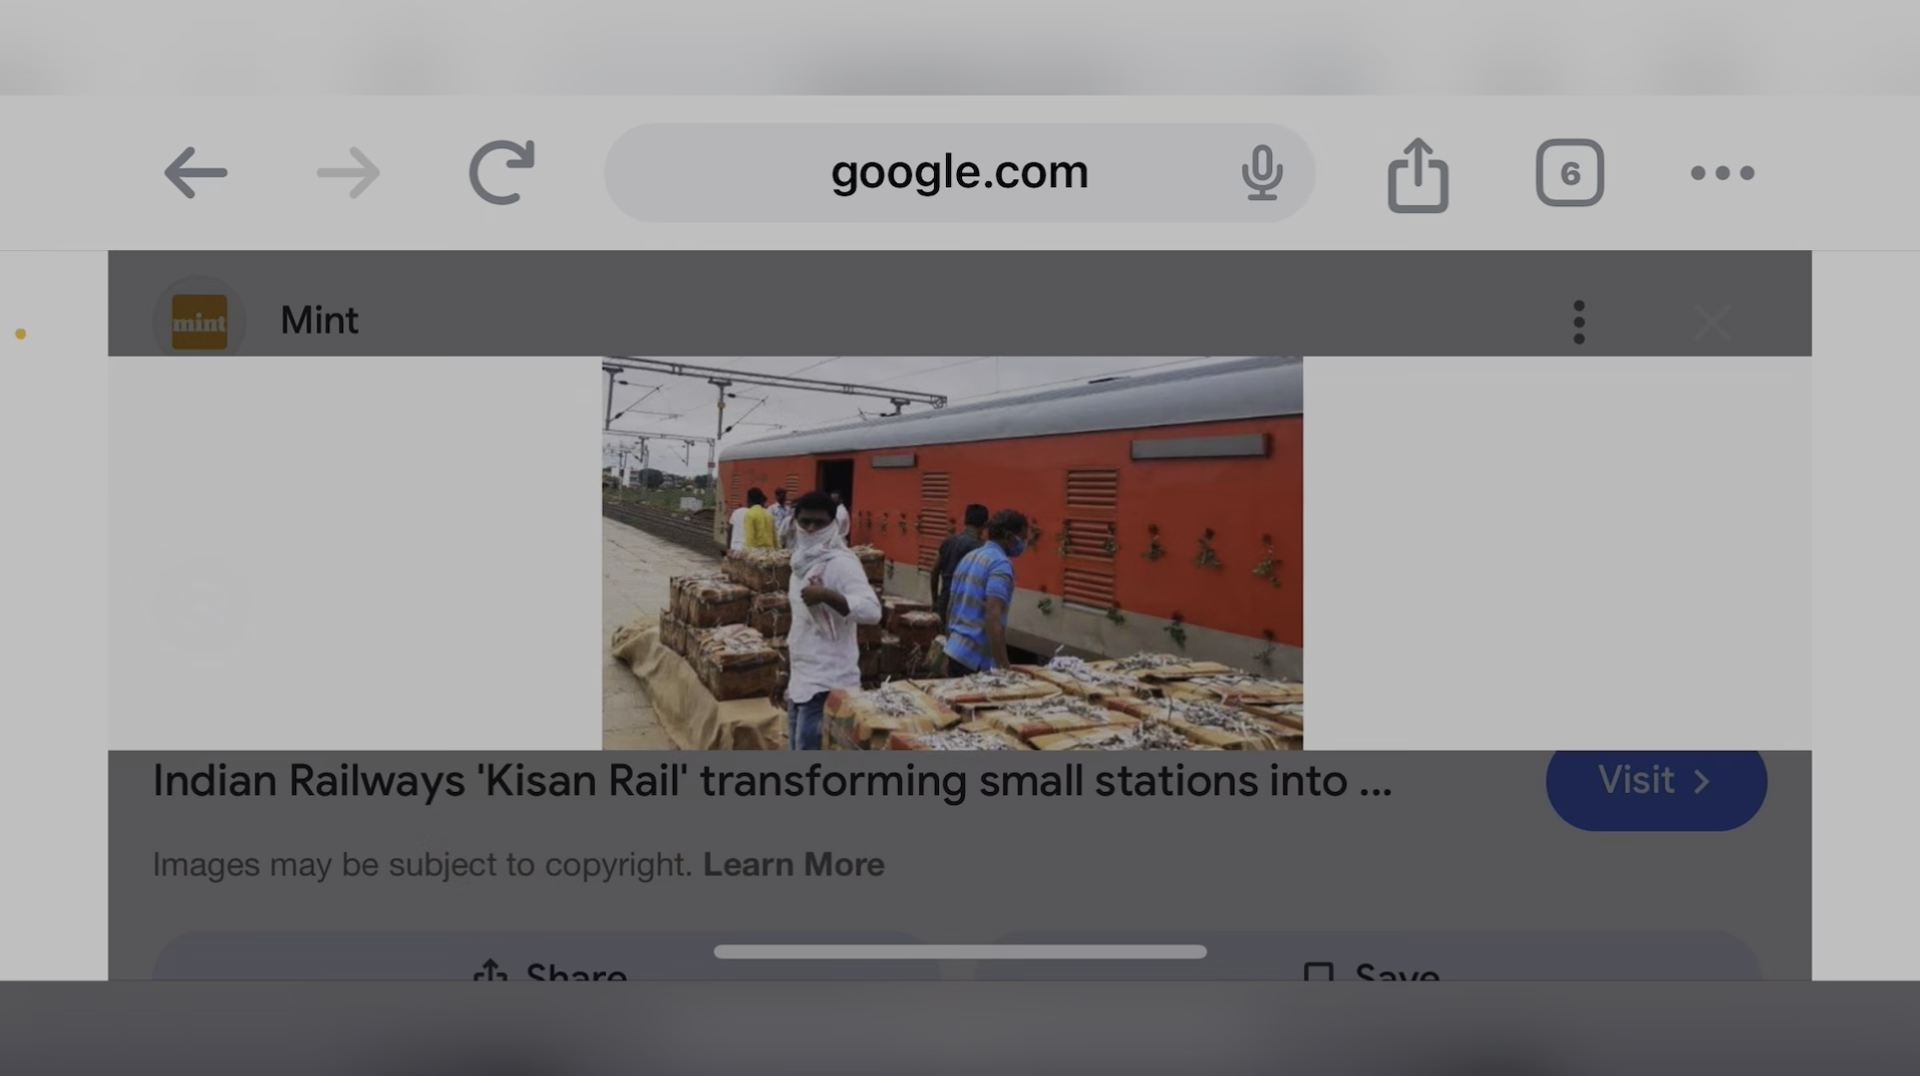 google.com
6
mint
Mint
Indian Railways 'Kisan Rail' transforming small stations into ...
Visit
Images may be subject to copyright. Learn More
Share
Save